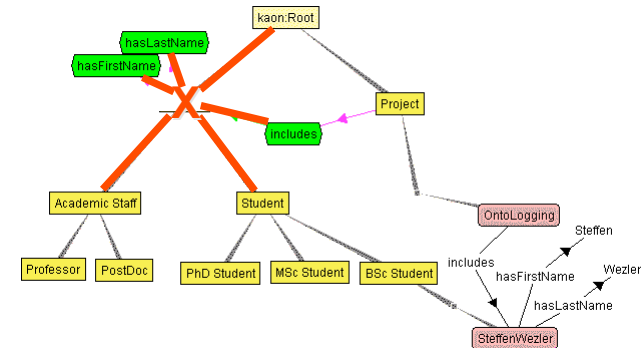 kaon:Root
hasLastName
hasFirstName
Project
includes
Academic Staff
Student
OntoLogging
Steffen
Professor
PostDoc
PhD Student
MSc Student
BSc Student
includes
hasFirstName
Wezler
hasLastName
SteffenWezler